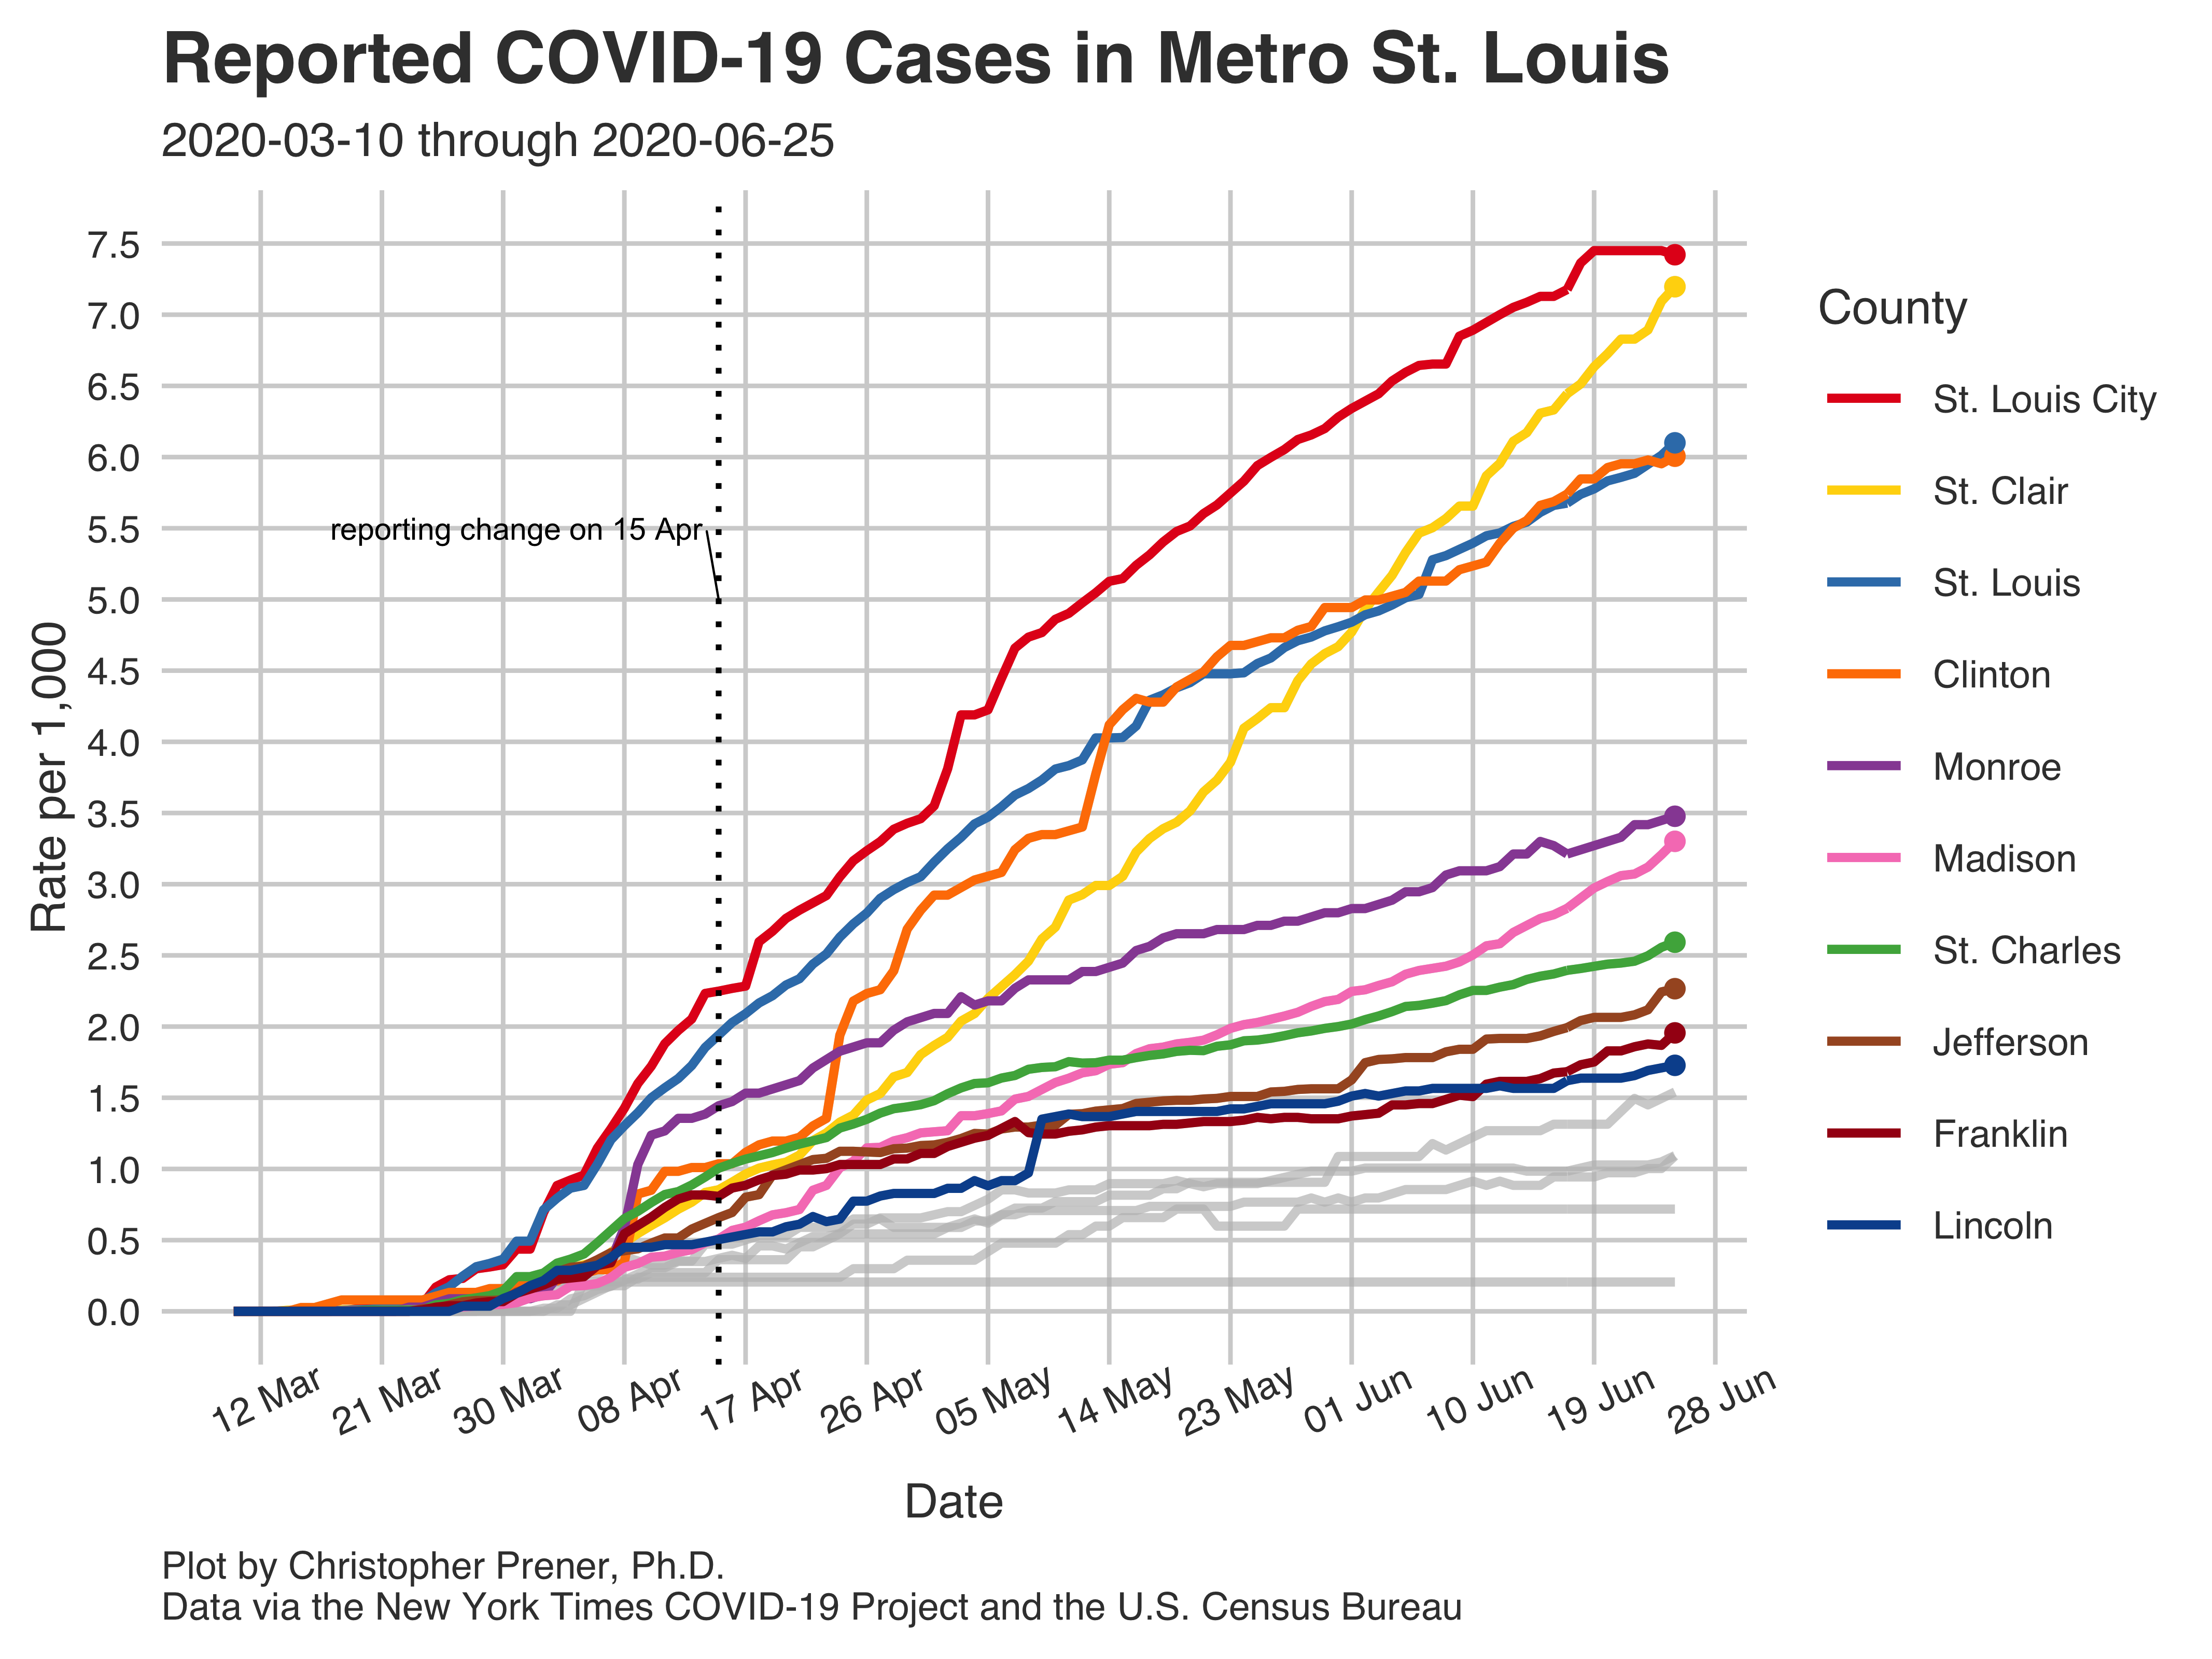 Reported COVID-19 Cases in Metro St. Louis
2020-03-10 through 2020-06-25
7.5
7.0
6.5
6.0
5.5
5.0
4.5
4.0
3.5
3.0
2.5
2.0
1.5
1.0
0.5
0.0
Rate per 1,000
reporting change on 15 Apr
County
St. Louis City
St. Clair
St. Louis
Clinton
Monroe
Madison
St. Charles
Jefferson
Franklin
Lincoln
12 Mar
21 Mar
30 Mar
08 Apr
17 Apr
26 Apr
05 May
14 May
23 May
01 Jun
10 Jun
19 Jun
28 Jun
Date
Plot by Christopher Prener, Ph.D.
Data via the New York Times COVID-19 Project and the U.S. Census Bureau